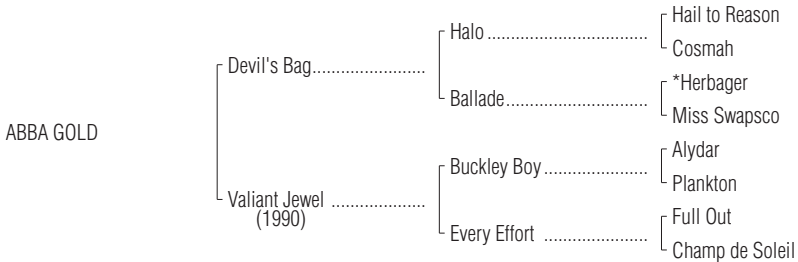 Hail to Reason
Halo ..................................
Cosmah
Devil's Bag........................
*Herbager
Ballade..............................
Miss Swapsco
ABBA GOLD
Alydar
Buckley Boy ......................
Plankton
Valiant Jewel ....................
(1990)
Full Out
Every Effort ......................
Champ de Soleil